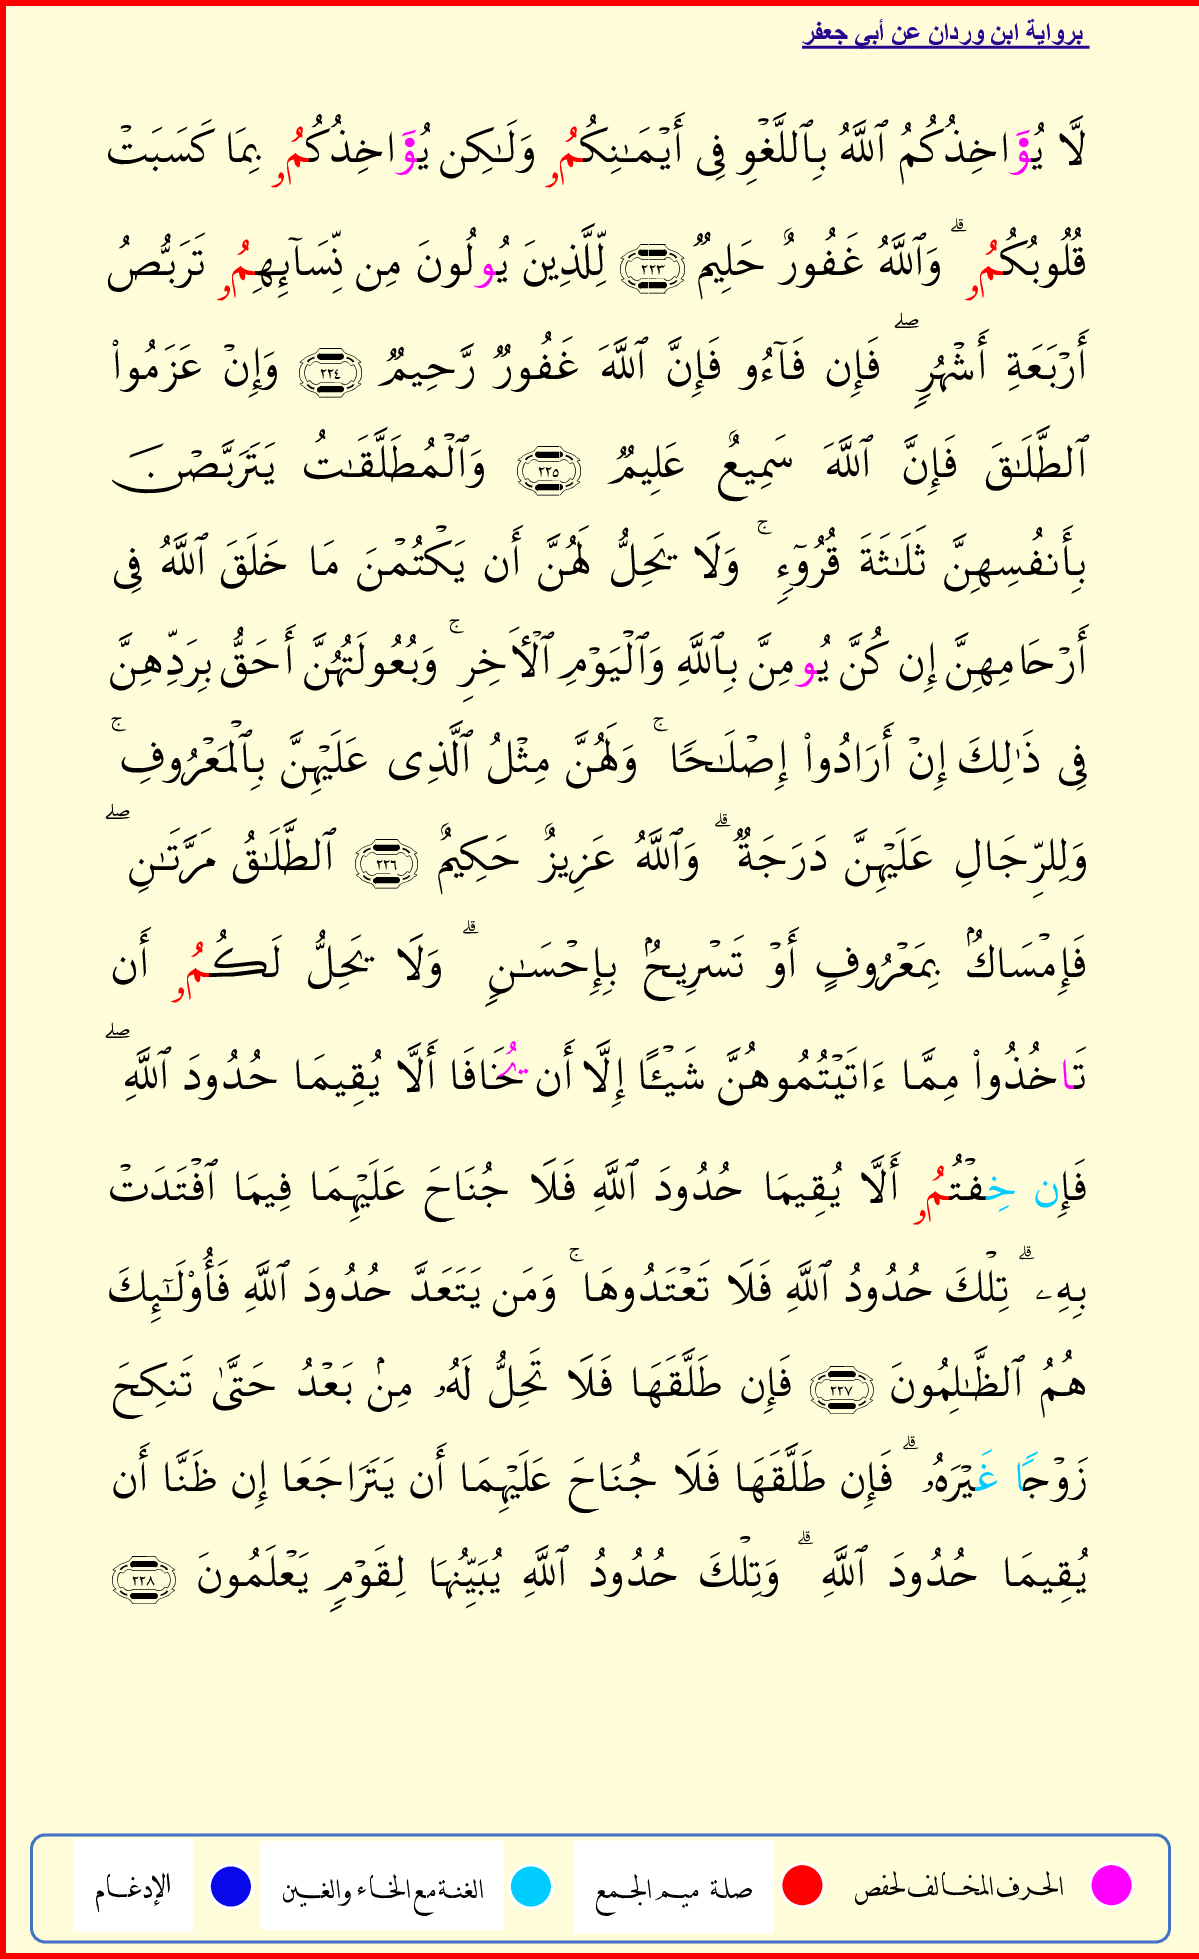 برواية ابن وردان عن أبي جعفر
لَّا يُؤَٰاخِذُكُمُ ٱللَّهُ بِٱللَّغۡوِ فِي أَيۡمَٰنِكُمُۥ وَلَٰكِن يُؤَٰاخِذُكُمُۥ بِمَا كَسَبَتۡ
قُلُوبُكُمُۥۗ وَٱللَّهُ غَفُورٌ حَلِيمٞ ٢٢٣ لِّلَّذِينَ يُولُونَ مِن نِّسَآئِهِمُۥ تَرَبُّصُ
أَرۡبَعَةِ أَشۡهُرٖۖ فَإِن فَآءُو فَإِنَّ ٱللَّهَ غَفُورٞ رَّحِيمٞ ٢٢٤ وَإِنۡ عَزَمُواْ
ٱلطَّلَٰقَ فَإِنَّ ٱللَّهَ سَمِيعٌ عَلِيمٞ ٢٢٥ وَٱلۡمُطَلَّقَٰتُ يَتَرَبَّصۡنَ
بِأَنفُسِهِنَّ ثَلَٰثَةَ قُرُوٓءٖۚ وَلَا يَحِلُّ لَهُنَّ أَن يَكۡتُمۡنَ مَا خَلَقَ ٱللَّهُ فِي
أَرۡحَامِهِنَّ إِن كُنَّ يُومِنَّ بِٱللَّهِ وَٱلۡيَوۡمِ ٱلۡأٓخِرِۚ وَبُعُولَتُهُنَّ أَحَقُّ بِرَدِّهِنَّ
فِي ذَٰلِكَ إِنۡ أَرَادُواْ إِصۡلَٰحٗاۚ وَلَهُنَّ مِثۡلُ ٱلَّذِي عَلَيۡهِنَّ بِٱلۡمَعۡرُوفِۚ
وَلِلرِّجَالِ عَلَيۡهِنَّ دَرَجَةٞۗ وَٱللَّهُ عَزِيزٌ حَكِيمٌ ٢٢٦ ٱلطَّلَٰقُ مَرَّتَانِۖ
فَإِمۡسَاكُۢ بِمَعۡرُوفٍ أَوۡ تَسۡرِيحُۢ بِإِحۡسَٰنٖۗ وَلَا يَحِلُّ لَكُمُۥ أَن
تَاخُذُواْ مِمَّا ءَاتَيۡتُمُوهُنَّ شَيۡـًٔا إِلَّا أَن يُخَافَا أَلَّا يُقِيمَا حُدُودَ ٱللَّهِۖ
فَإِن خِفۡتُمُۥ أَلَّا يُقِيمَا حُدُودَ ٱللَّهِ فَلَا جُنَاحَ عَلَيۡهِمَا فِيمَا ٱفۡتَدَتۡ
بِهِۦۗ تِلۡكَ حُدُودُ ٱللَّهِ فَلَا تَعۡتَدُوهَاۚ وَمَن يَتَعَدَّ حُدُودَ ٱللَّهِ فَأُوْلَٰٓئِكَ
هُمُ ٱلظَّٰلِمُونَ ٢٢٧ فَإِن طَلَّقَهَا فَلَا تَحِلُّ لَهُۥ مِنۢ بَعۡدُ حَتَّىٰ تَنكِحَ
زَوۡجًا غَيۡرَهُۥۗ فَإِن طَلَّقَهَا فَلَا جُنَاحَ عَلَيۡهِمَا أَن يَتَرَاجَعَا إِن ظَنَّا أَن
يُقِيمَا حُدُودَ ٱللَّهِۗ وَتِلۡكَ حُدُودُ ٱللَّهِ يُبَيِّنُهَا لِقَوۡمٖ يَعۡلَمُونَ ٢٢٨
الحرف المخالف لحفص صلة ميم الجمع الغنة مع الخاء والغين الإدغام